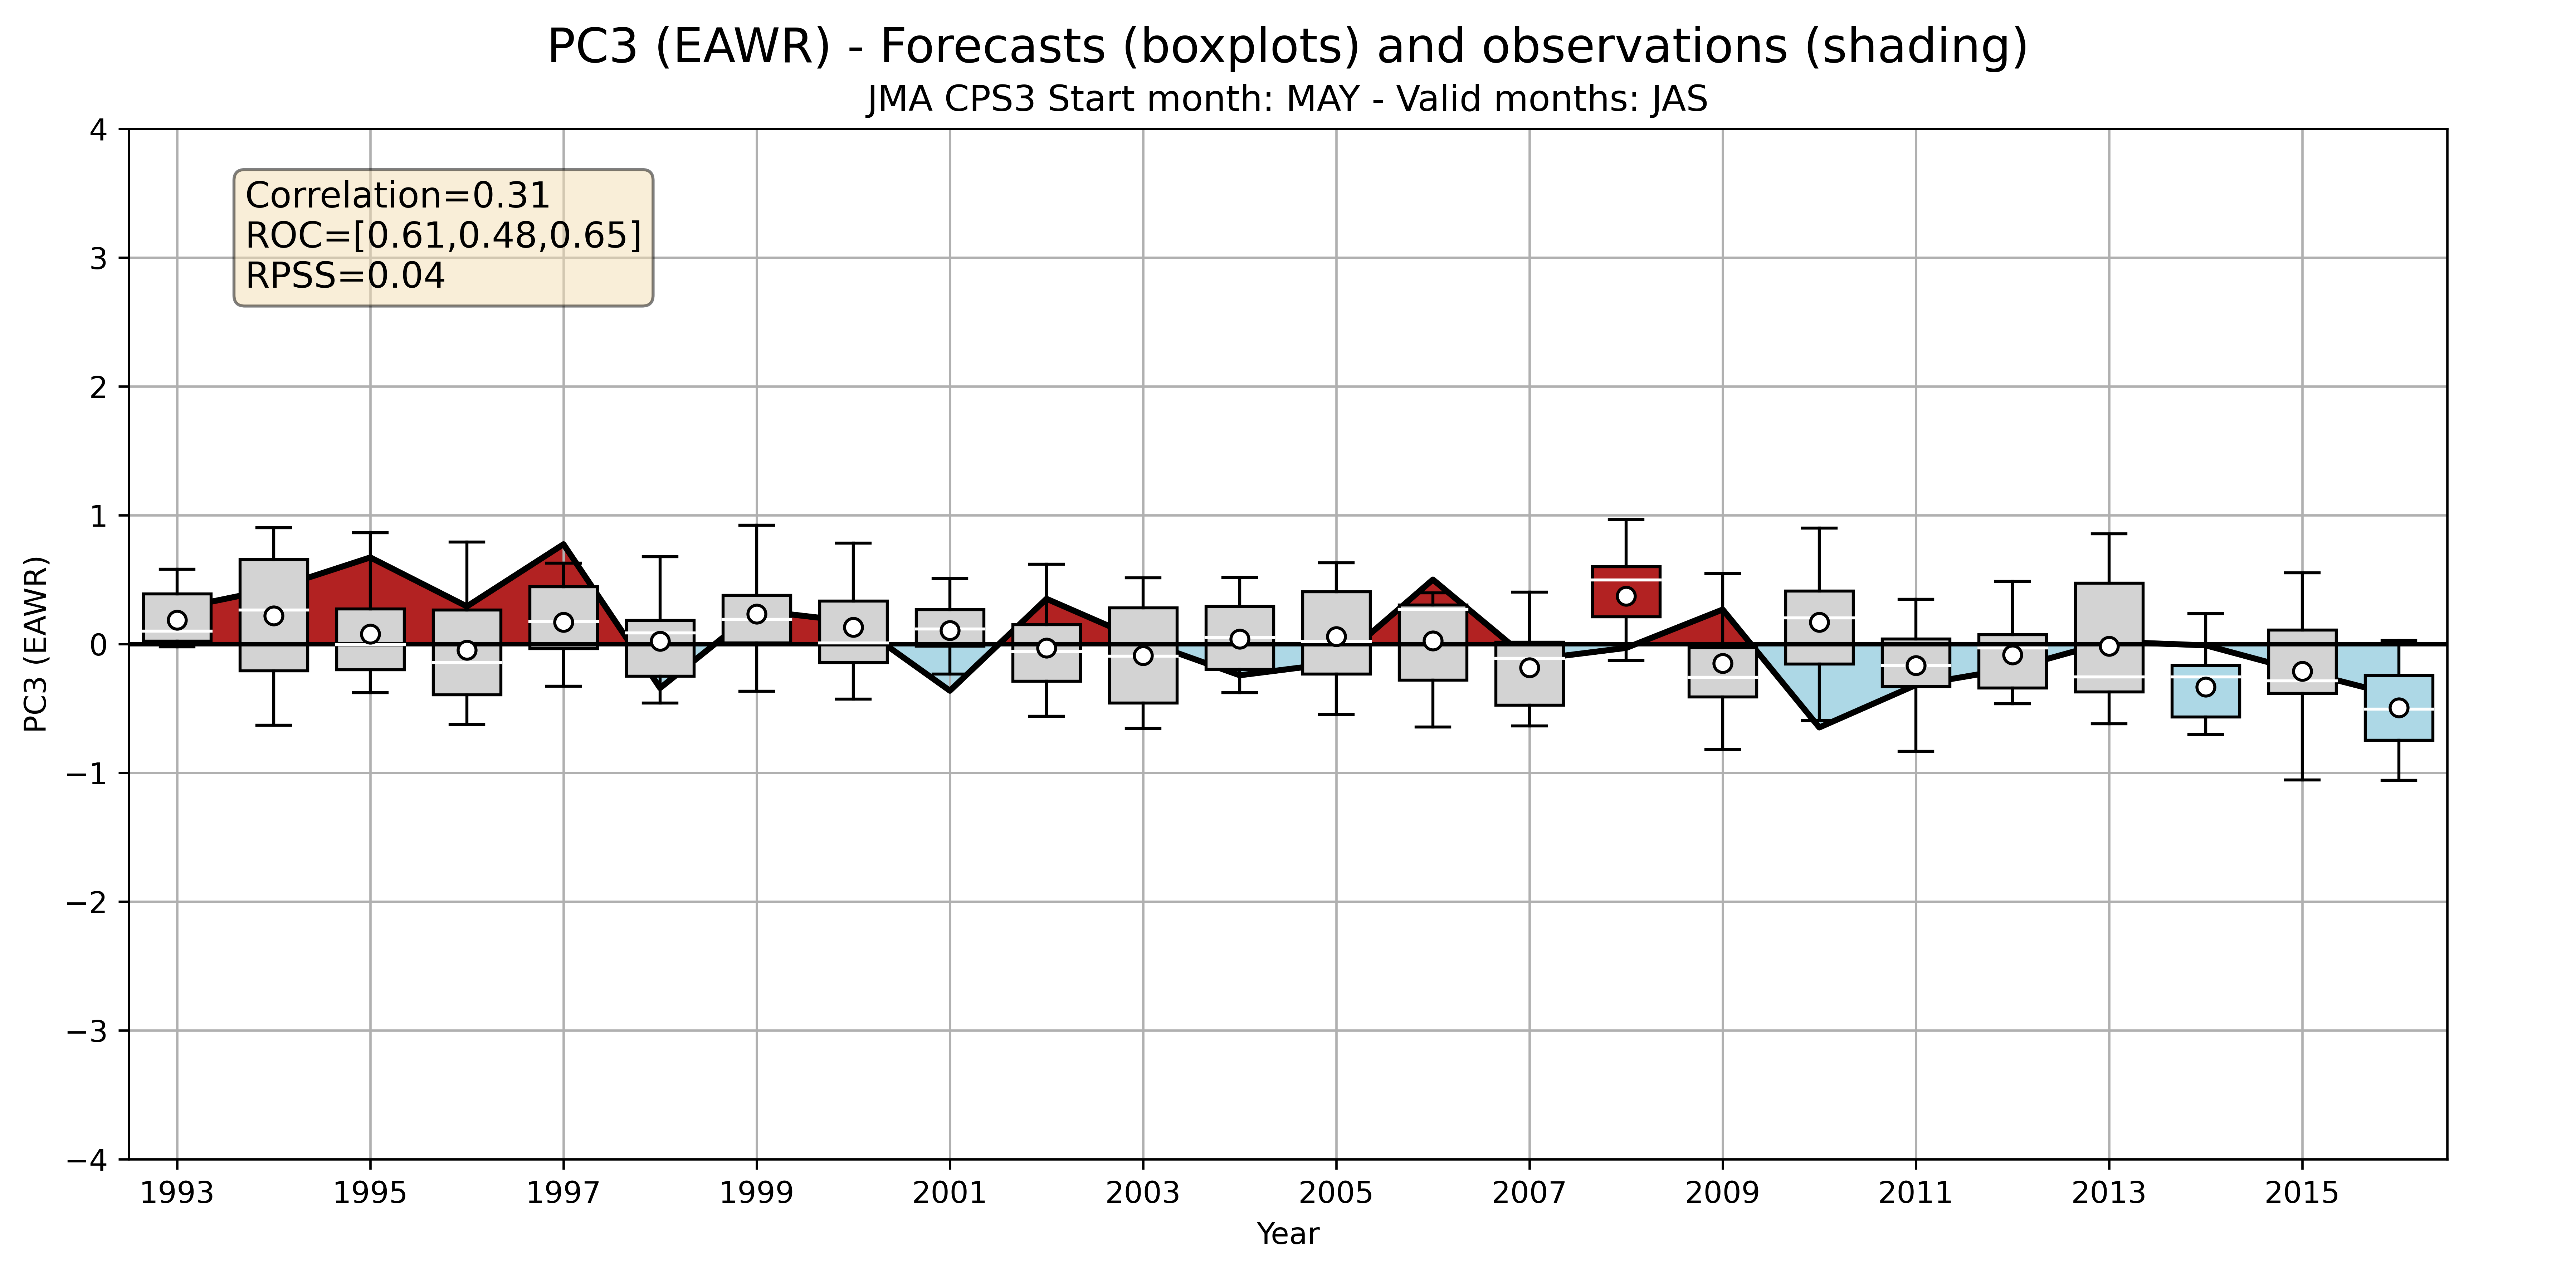 PC3 (EAWR) - Forecasts (boxplots) and observations (shading)
JMA CPS3 Start month: MAY - Valid months: JAS
Correlation=0.31
ROC=[0.61,0.48,0.65]
RPSS=0.04
PC3 (EAWR)
4
3
2
1
0
−1
−2
−3
−4
1993 1995 1997 1999 2001 2003 2005 2007 2009 2011 2013 2015
Year